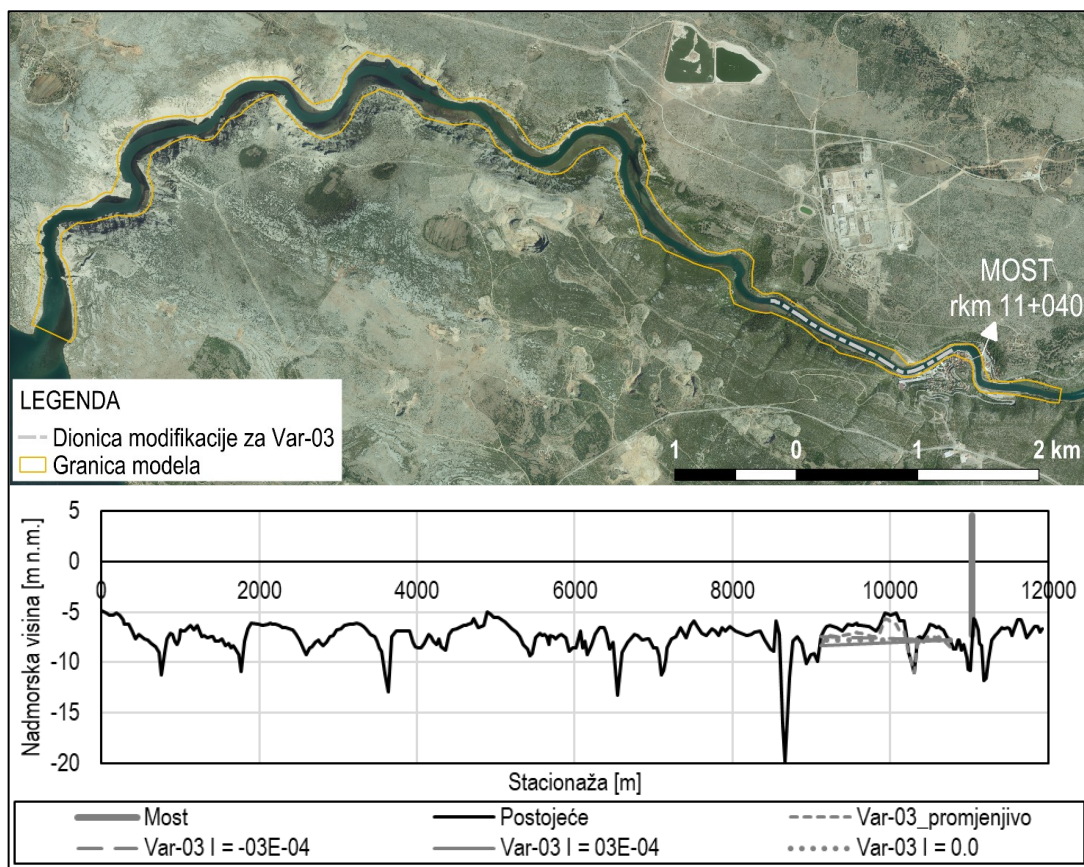 MOST
rkm 11+040
LEGENDA
Dionica modifikacije za Var-03
Granica modela
1 0 1 2 km
Nadmorska visina [m n.m.]
5
0
-5
-10
-15
-20
0 2000 4000 6000 8000 10000 12000
Stacionaža [m]
Most Postojeće Var-03_promjenjivo
Var-03 I = -03E-04 Var-03 I = 03E-04 Var-03 I = 0.0